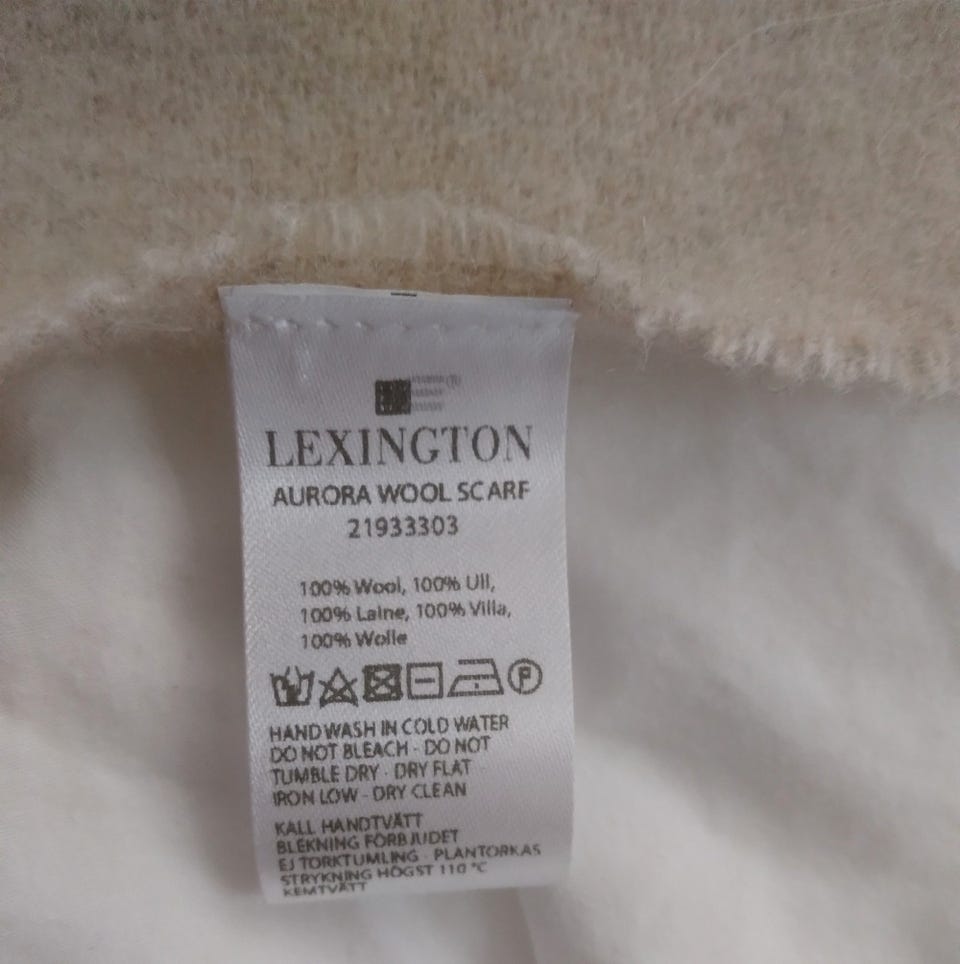 LEXINGTON
AURORA WOOL SCARF
21933303
100% Wool, 100% Ull,
100% Laine, 100% Villa,
100% Wolle
P
HAND WASH IN COLD WATER
DO NOT BLEACH - DO NOT
TUMBLE DRY - DRY FLAT
IRON LOW - DRY CLEAN
KALL HANDTVÄTT
BLEKNING FÖRBJUDET
EJ TORKTUMLING - PLANTORKAS
STRYKNING HÖGST 110 °C
KEMTVÄTT